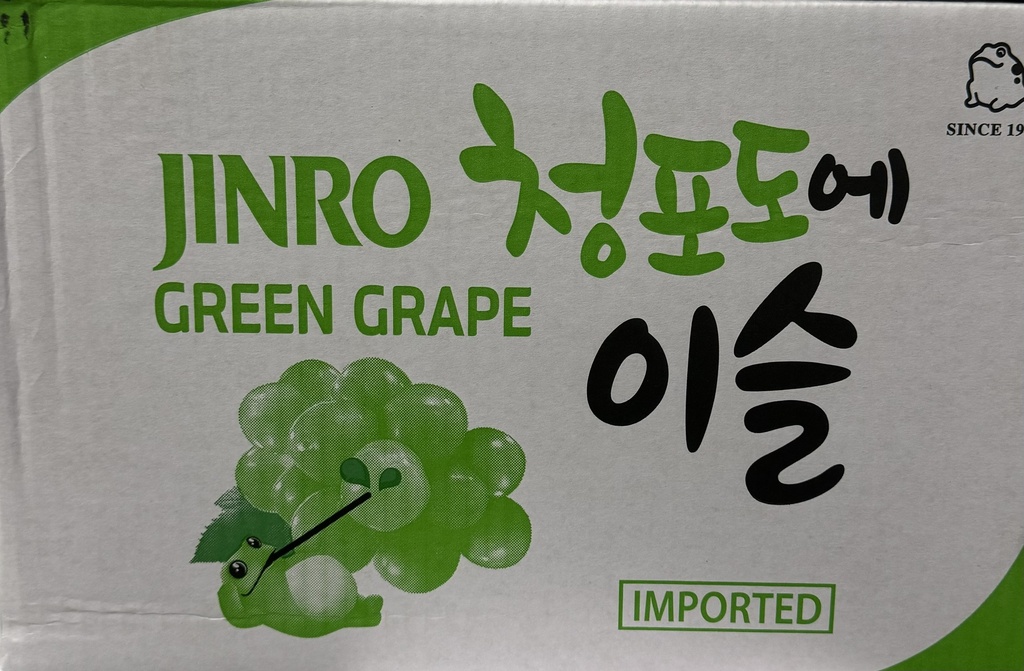 JINRO 청포도에
이슬
GREEN GRAPE
SINCE 19
IMPORTED